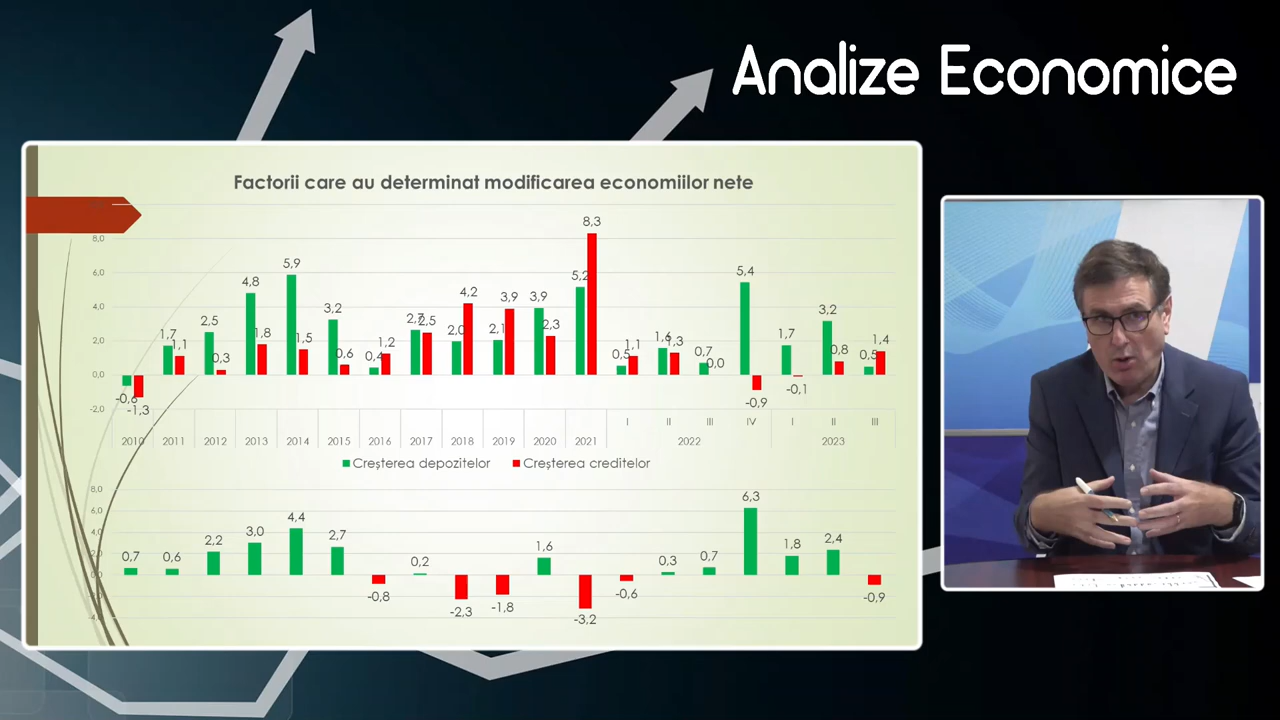 Analize Economice
Factorii care au determinat modificarea economiilor nete
8,0
6,0
4,0
2,0
0,0
-2,0
-0,6 1,7 2,5 4,8 5,9 3,2 0,4 2,7 2,0 2,1 3,9 5,2 0,5 1,6 0,7 5,4 1,7 3,2 0,5
-1,3 1,1 0,3 1,8 1,5 0,6 1,2 2,5 4,2 3,9 2,3 8,3 1,1 1,3 0,0 -0,9 -0,1 0,8 1,4
I II III IV I II III
2010 2011 2012 2013 2014 2015 2016 2017 2018 2019 2020 2021 2022 2023
Creșterea depozitelor Creșterea creditelor
8,0
6,0
4,0
2,0
0,7 0,6 2,2 3,0 4,4 2,7 -0,8 0,2 -2,3 -1,8 1,6 -3,2 -0,6 0,3 0,7 6,3 1,8 2,4 -0,9